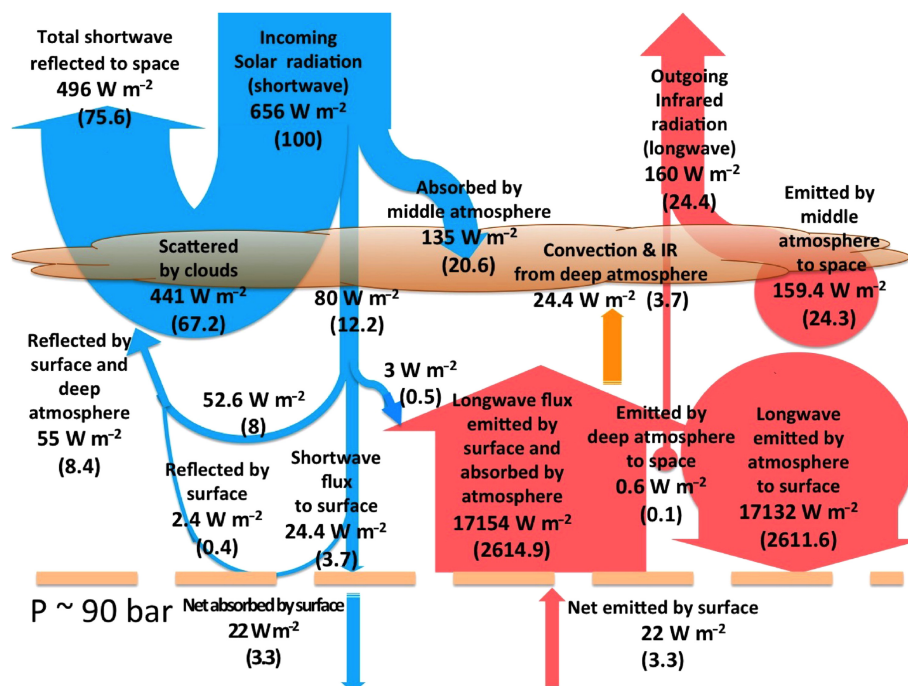 Total shortwave
reflected to space
496 W m⁻²
(75.6)
Incoming
Solar radiation
(shortwave)
656 W m⁻²
(100)
Outgoing
Infrared
radiation
(longwave)
160 W m⁻²
(24.4)
Absorbed by
middle atmosphere
135 W m⁻²
(20.6)
Emitted by
middle
atmosphere
to space
159.4 W m⁻²
(24.3)
Scattered
by clouds
441 W m⁻²
(67.2)
80 W m⁻²
(12.2)
Convection & IR
from deep atmosphere
24.4 W m⁻² (3.7)
Reflected by
surface and
deep
atmosphere
55 W m⁻²
(8.4)
52.6 W m⁻²
(8)
3 W m⁻²
(0.5)
Reflected by
surface
2.4 W m⁻²
(0.4)
Shortwave
flux
to surface
24.4 W m⁻²
(3.7)
Longwave flux
emitted by
surface and
absorbed by
atmosphere
17154 W m⁻²
(2614.9)
Emitted by
deep atmosphere
to space
0.6 W m⁻²
(0.1)
Longwave
emitted by
atmosphere
to surface
17132 W m⁻²
(2611.6)
P ~ 90 bar
Net absorbed by surface
22 W m⁻²
(3.3)
Net emitted by surface
22 W m⁻²
(3.3)